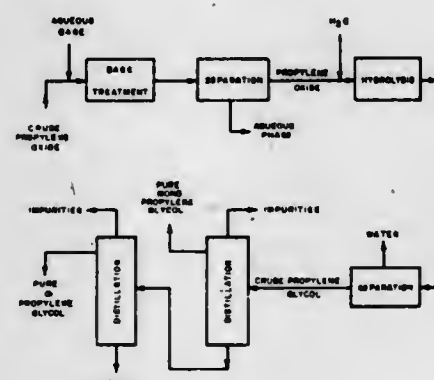 AQUEOUS
BASE
H2O
BASE
TREATMENT
SEPARATION
PROPYLENE
OXIDE
HYDROLYSIS
CRUDE
PROPYLENE
OXIDE
AQUEOUS
PHASE
IMPURITIES
PURE
MONO
PROPYLENE
GLYCOL
IMPURITIES
WATER
DISTILLATION
DISTILLATION
CRUDE PROPYLENE
GLYCOL
SEPARATION
PURE
DI
PROPYLENE
GLYCOL